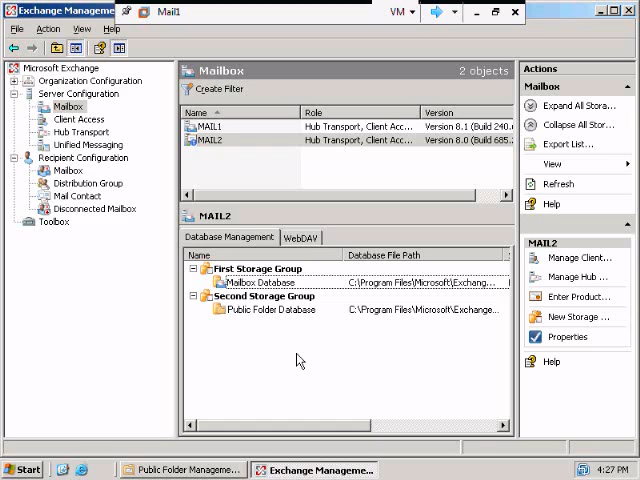 Exchange Manageme
Mail1
VM
File Action View Help
Microsoft Exchange
Organization Configuration
Server Configuration
Mailbox
Client Access
Hub Transport
Unified Messaging
Recipient Configuration
Mailbox
Distribution Group
Mail Contact
Disconnected Mailbox
Toolbox
Mailbox 2 objects
Create Filter
Name Role Version
MAIL1 Hub Transport, Client Acc... Version 8.1 (Build 240.
MAIL2 Hub Transport, Client Acc... Version 8.0 (Build 685.
MAIL2
Database Management WebDAV
Name Database File Path
First Storage Group
Mailbox Database C:\Program Files\Microsoft\Exchang...
Second Storage Group
Public Folder Database C:\Program Files\Microsoft\Exchange...
Actions
Mailbox
Expand All Stora...
Collapse All Stor...
Export List...
View
Refresh
Help
MAIL2
Manage Client...
Manage Hub ...
Enter Product...
New Storage ...
Properties
Help
Start
Public Folder Manageme...
Exchange Manageme...
4:27 PM